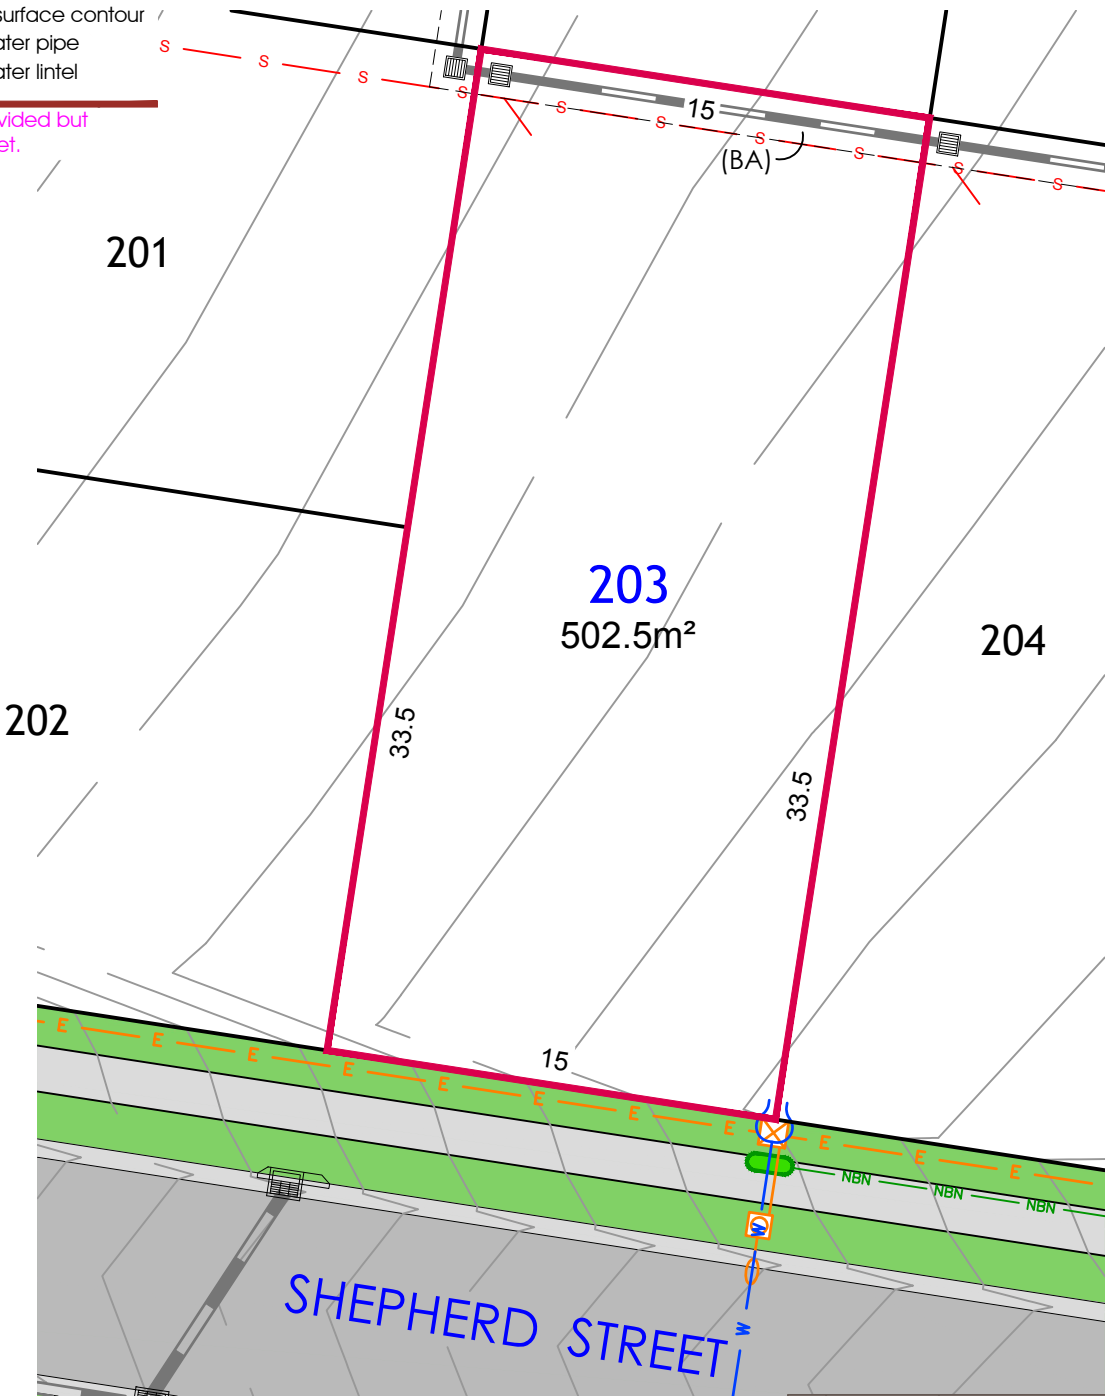 surface contour
ater pipe
ater lintel
vided but
et.
S
S
S
S
S
S
S
S
S
S
15
(BA)
201
203
502.5m²
204
202
33.5
33.5
15
E
E
E
E
E
E
E
E
E
E
E
NBN
NBN
NBN
W
W
SHEPHERD STREET